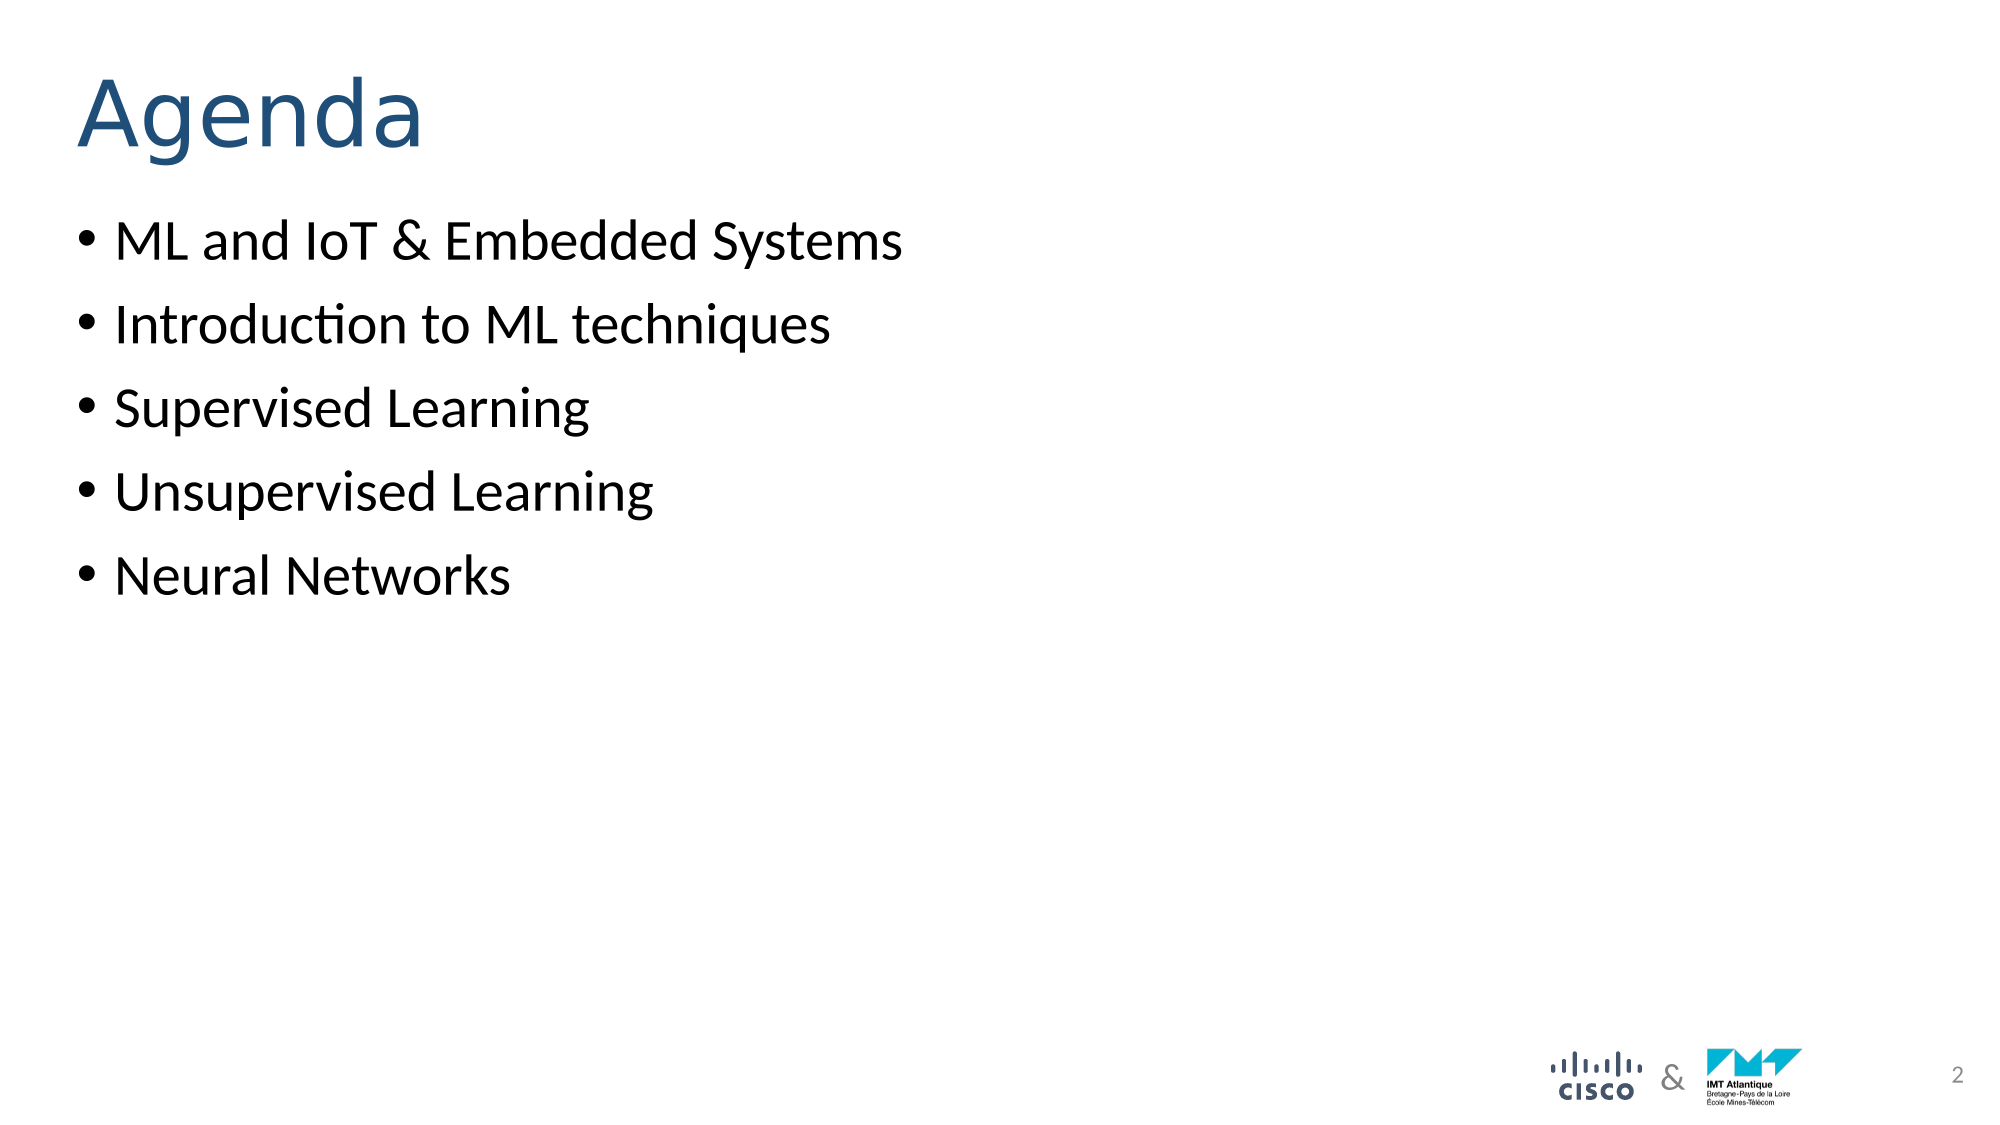 Agenda
• ML and IoT & Embedded Systems
• Introduction to ML techniques
• Supervised Learning
• Unsupervised Learning
• Neural Networks
CISCO
&
IMT Atlantique
Bretagne-Pays de la Loire
École Mines-Télécom
2